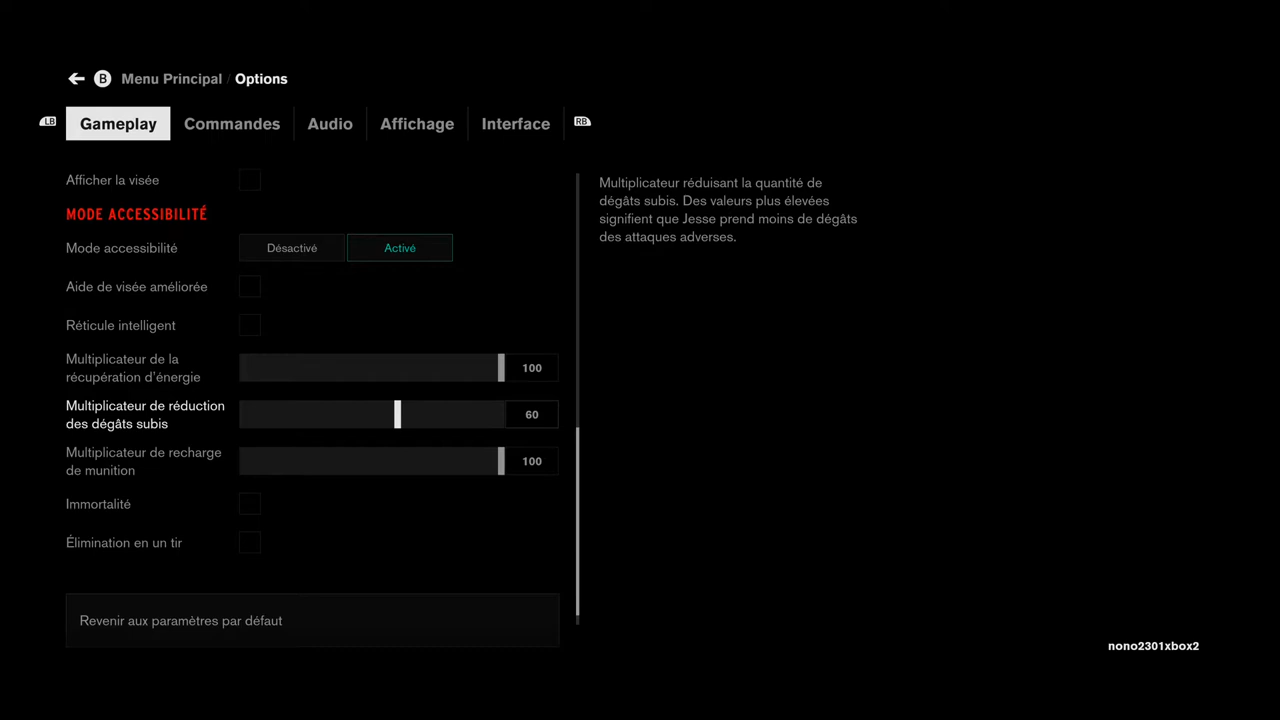 B Menu Principal / Options
LB Gameplay Commandes Audio Affichage Interface RB
Afficher la visée
MODE ACCESSIBILITÉ
Mode accessibilité Désactivé Activé
Aide de visée améliorée
Réticule intelligent
Multiplicateur de la
récupération d'énergie 100
Multiplicateur de réduction
des dégâts subis 60
Multiplicateur de recharge
de munition 100
Immortalité
Élimination en un tir
Revenir aux paramètres par défaut
Multiplicateur réduisant la quantité de
dégâts subis. Des valeurs plus élevées
signifient que Jesse prend moins de dégâts
des attaques adverses.
nono2301xbox2